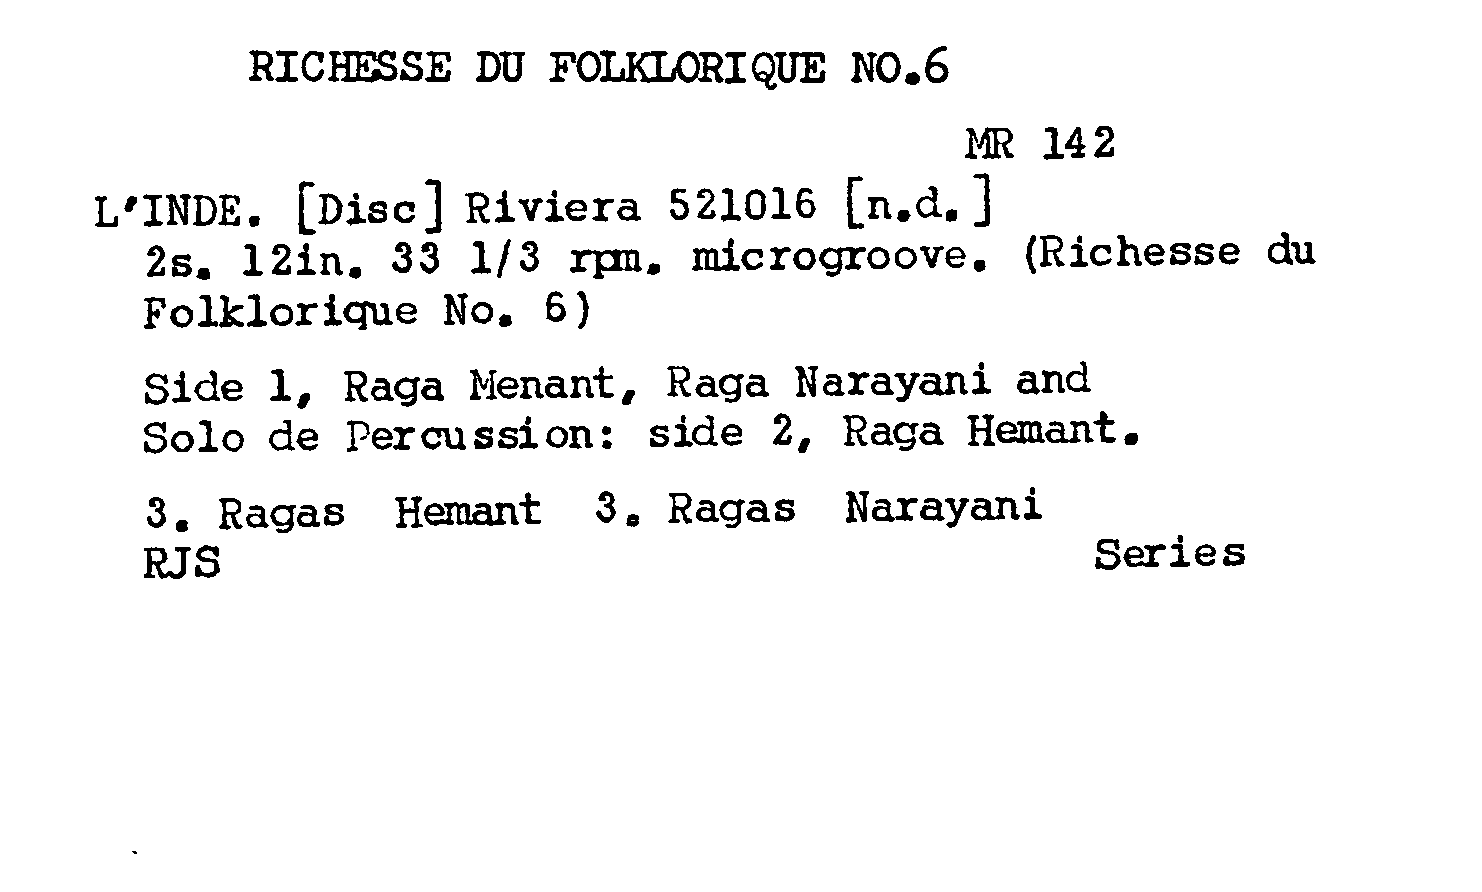 RICHESSE DU FOLKLORIQUE NO.6
MR 142
L'INDE. [Disc] Riviera 521016 [n.d.]
2s. 12in. 33 1/3 rpm. microgroove. (Richesse du
Folklorique No. 6)
Side 1, Raga Menant, Raga Narayani and
Solo de Percussion: side 2, Raga Hemant.
3. Ragas Hemant 3. Ragas Narayani
RJS
Series